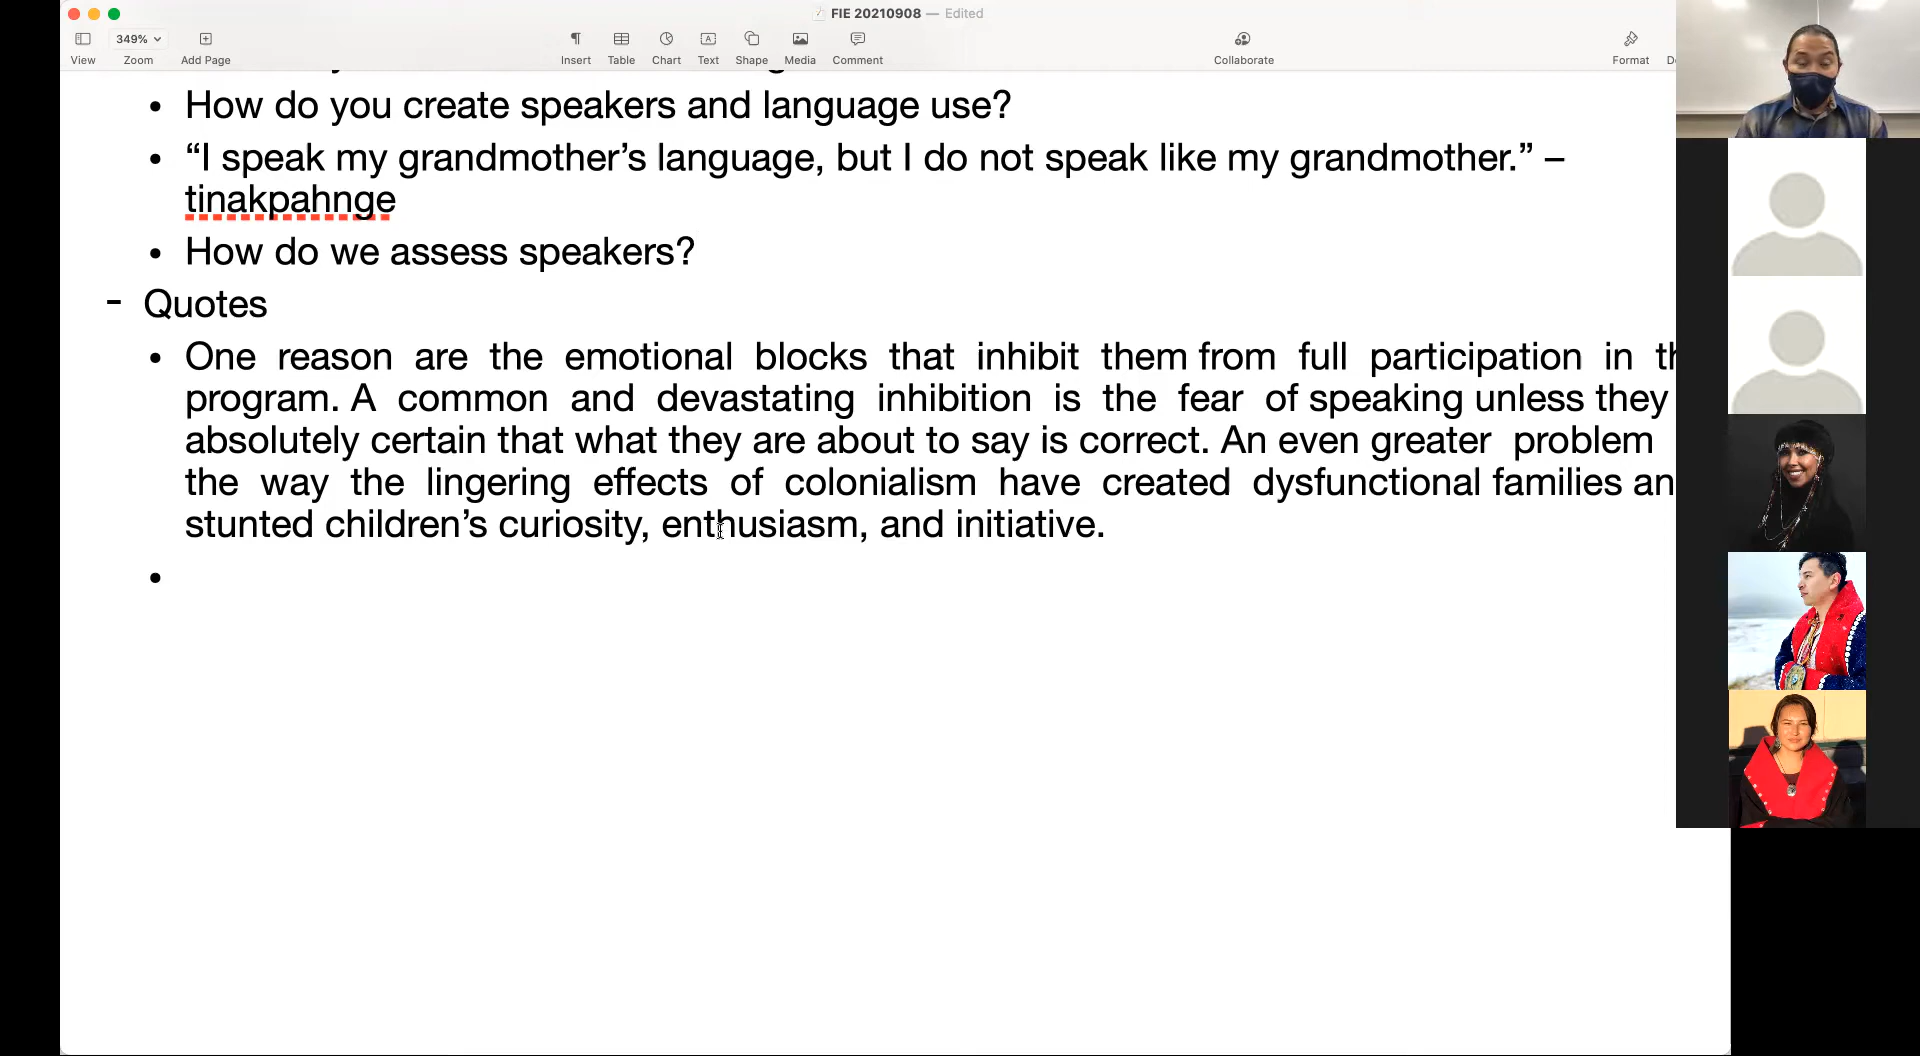 FIE 20210908 — Edited
349%
View Zoom Add Page Insert Table Chart Text Shape Media Comment Collaborate Format
• How do you create speakers and language use?
• “I speak my grandmother’s language, but I do not speak like my grandmother.” –
tinakpahnge
• How do we assess speakers?
- Quotes
• One reason are the emotional blocks that inhibit them from full participation in
program. A common and devastating inhibition is the fear of speaking unless they
absolutely certain that what they are about to say is correct. An even greater problem
the way the lingering effects of colonialism have created dysfunctional families
stunted children’s curiosity, enthusiasm, and initiative.
•